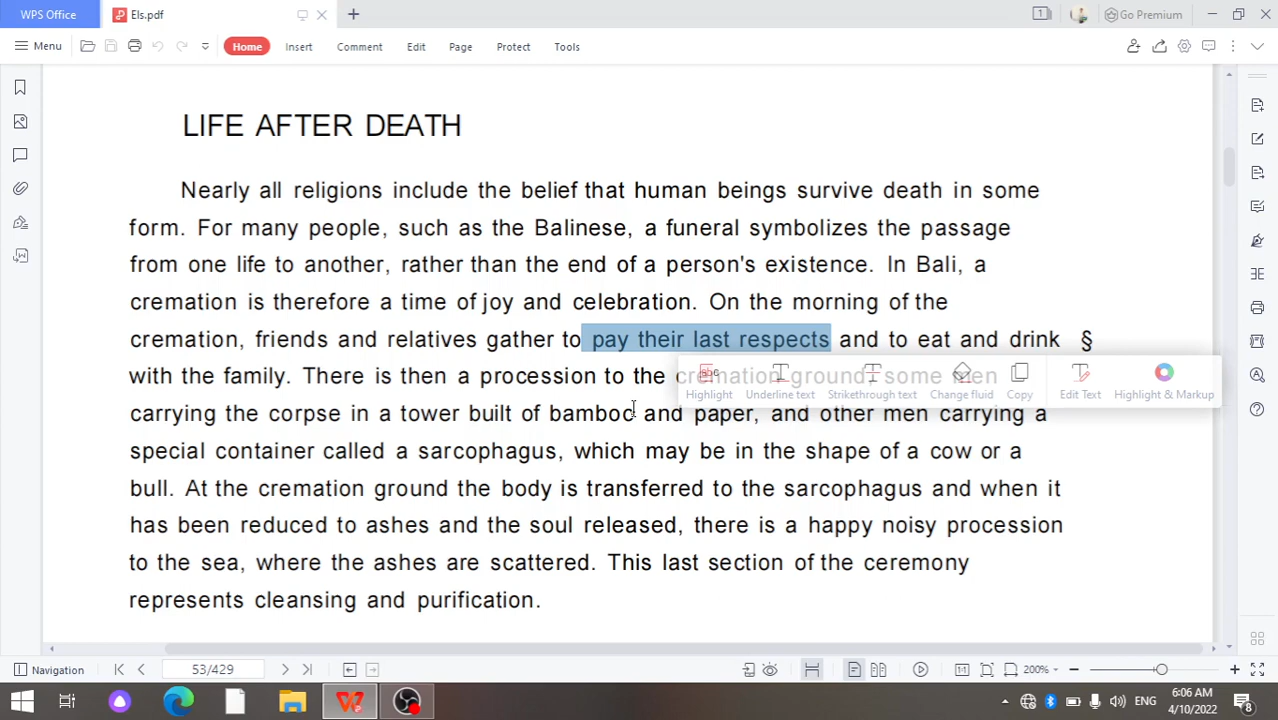 WPS Office
Els.pdf
1
Go Premium
Menu
Home
Insert
Comment
Edit
Page
Protect
Tools
LIFE AFTER DEATH
Nearly all religions include the belief that human beings survive death in some
form. For many people, such as the Balinese, a funeral symbolizes the passage
from one life to another, rather than the end of a person's existence. In Bali, a
cremation is therefore a time of joy and celebration. On the morning of the
cremation, friends and relatives gather to pay their last respects and to eat and drink §
with the family. There is then a procession to the cremation ground, some men
Highlight
Underline text
Strikethrough text
Change fluid
Copy
Edit Text
Highlight & Markup
carrying the corpse in a tower built of bamboo and paper, and other men carrying a
special container called a sarcophagus, which may be in the shape of a cow or a
bull. At the cremation ground the body is transferred to the sarcophagus and when it
has been reduced to ashes and the soul released, there is a happy noisy procession
to the sea, where the ashes are scattered. This last section of the ceremony
represents cleansing and purification.
Navigation
53/429
200%
ENG
6:06 AM
4/10/2022
8